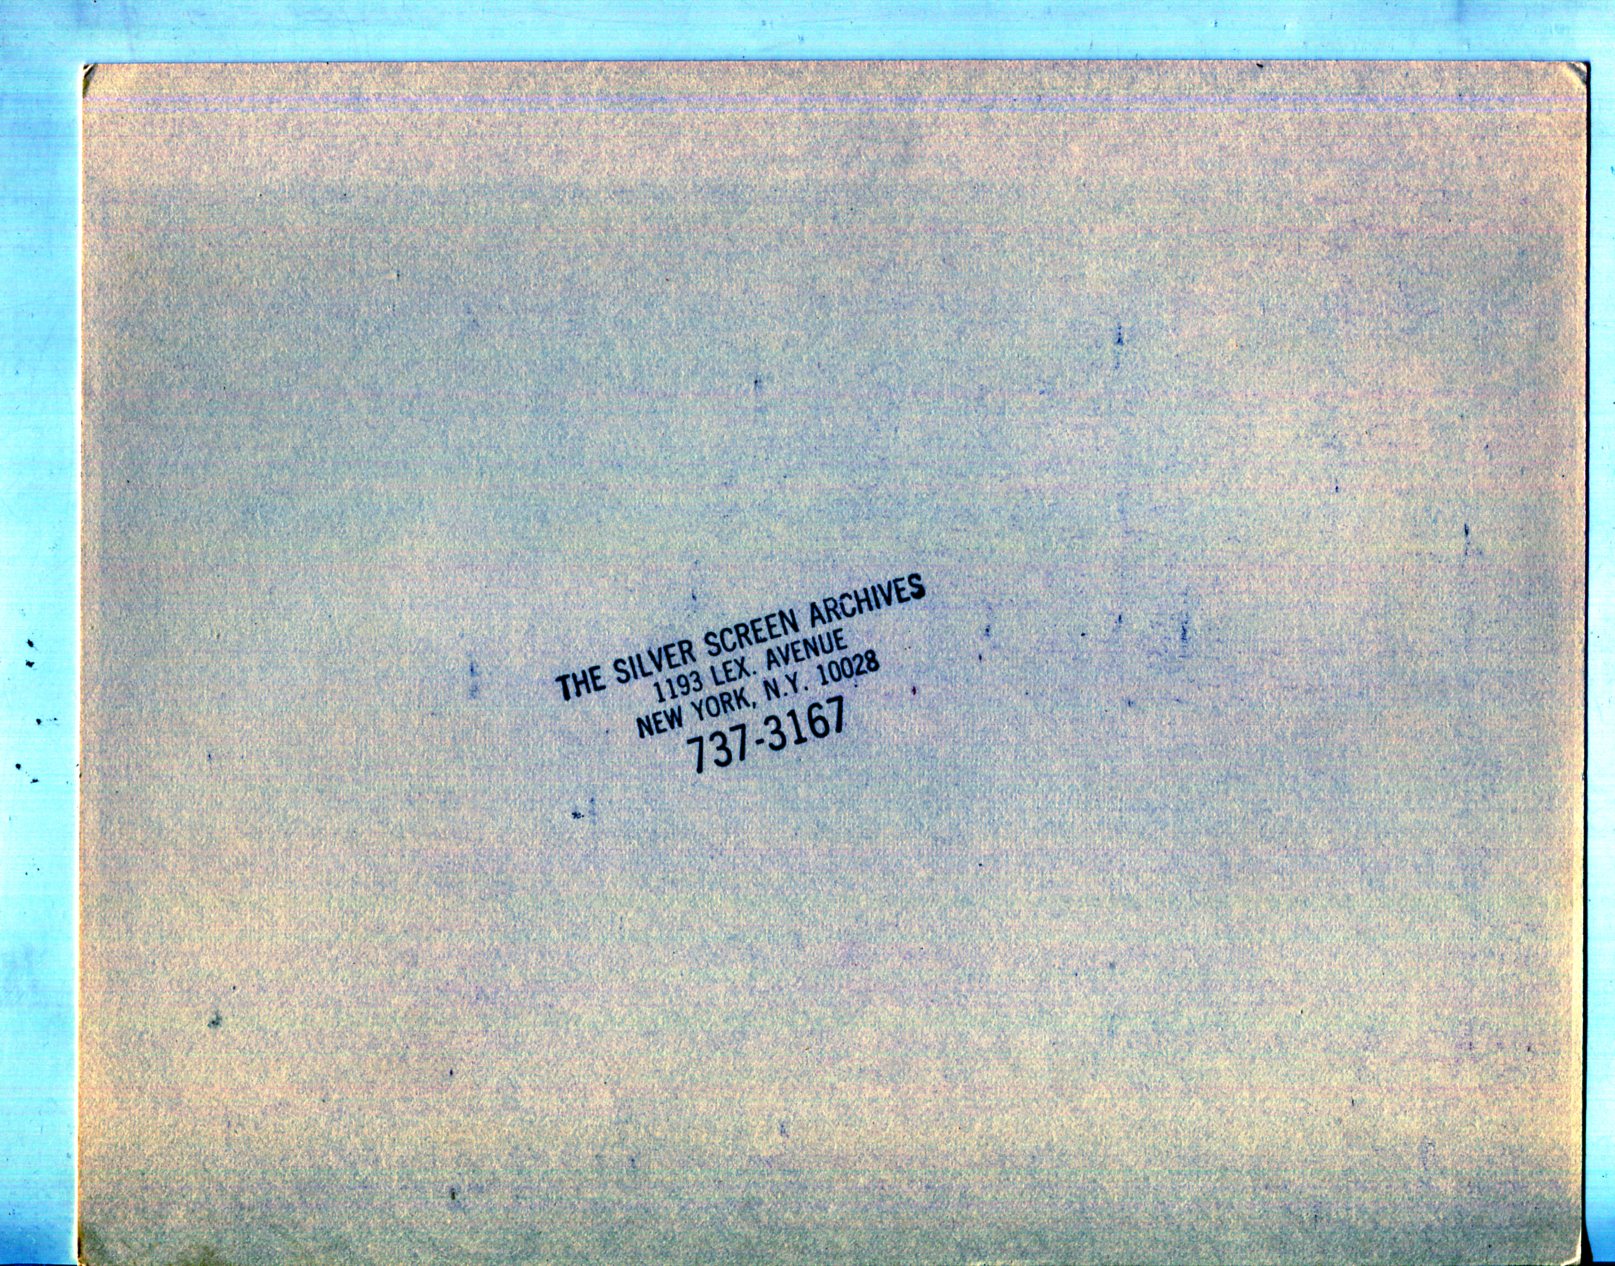 THE SILVER SCREEN ARCHIVES
1193 LEX. AVENUE
NEW YORK, N.Y. 10028
737-3167